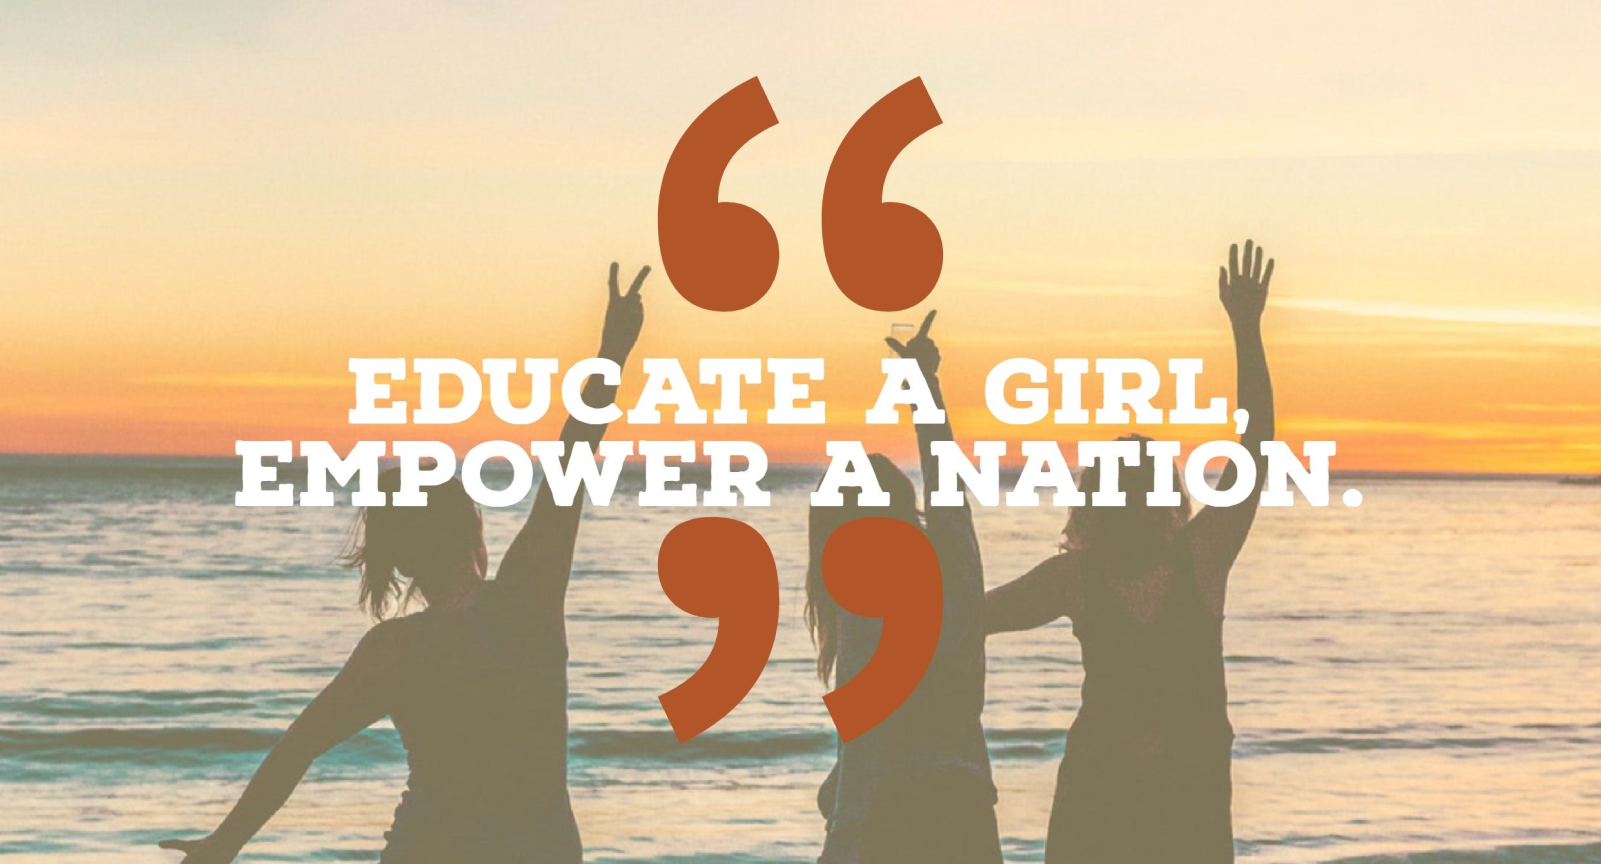 “
EDUCATE A GIRL,
EMPOWER A NATION.
”